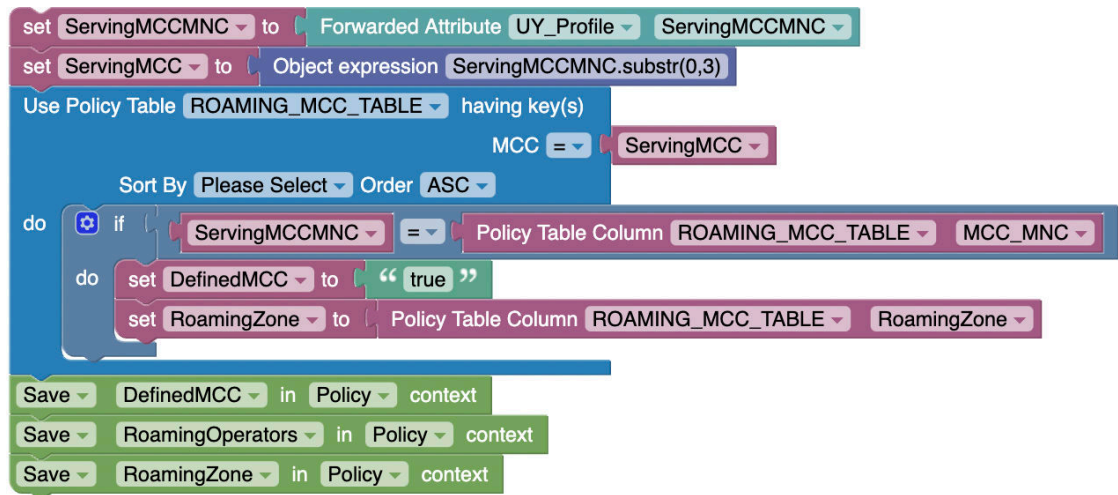 set ServingMCCMNC to Forwarded Attribute UY_Profile ServingMCCMNC
set ServingMCC to Object expression ServingMCCMNC.substr(0,3)
Use Policy Table ROAMING_MCC_TABLE having key(s)
MCC = ServingMCC
Sort By Please Select Order ASC
do if ServingMCCMNC = Policy Table Column ROAMING_MCC_TABLE MCC_MNC
do set DefinedMCC to “ true ”
set RoamingZone to Policy Table Column ROAMING_MCC_TABLE RoamingZone
Save DefinedMCC in Policy context
Save RoamingOperators in Policy context
Save RoamingZone in Policy context